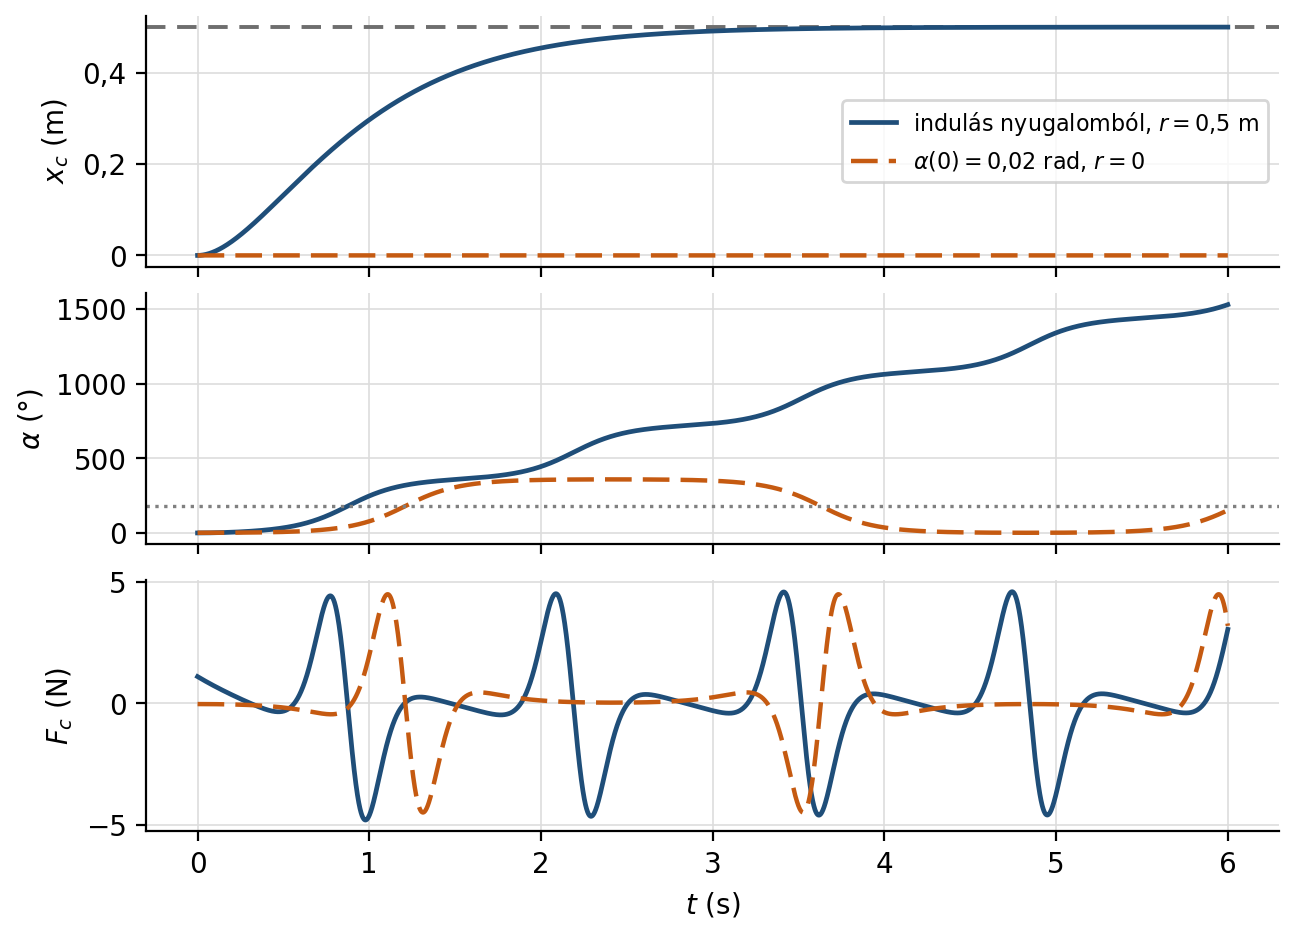 0,4
0,2
0
x_c (m)
indulás nyugalomból, r = 0,5 m
α(0) = 0,02 rad, r = 0
1500
1000
500
0
α (°)
5
0
−5
F_c (N)
0 1 2 3 4 5 6
t (s)